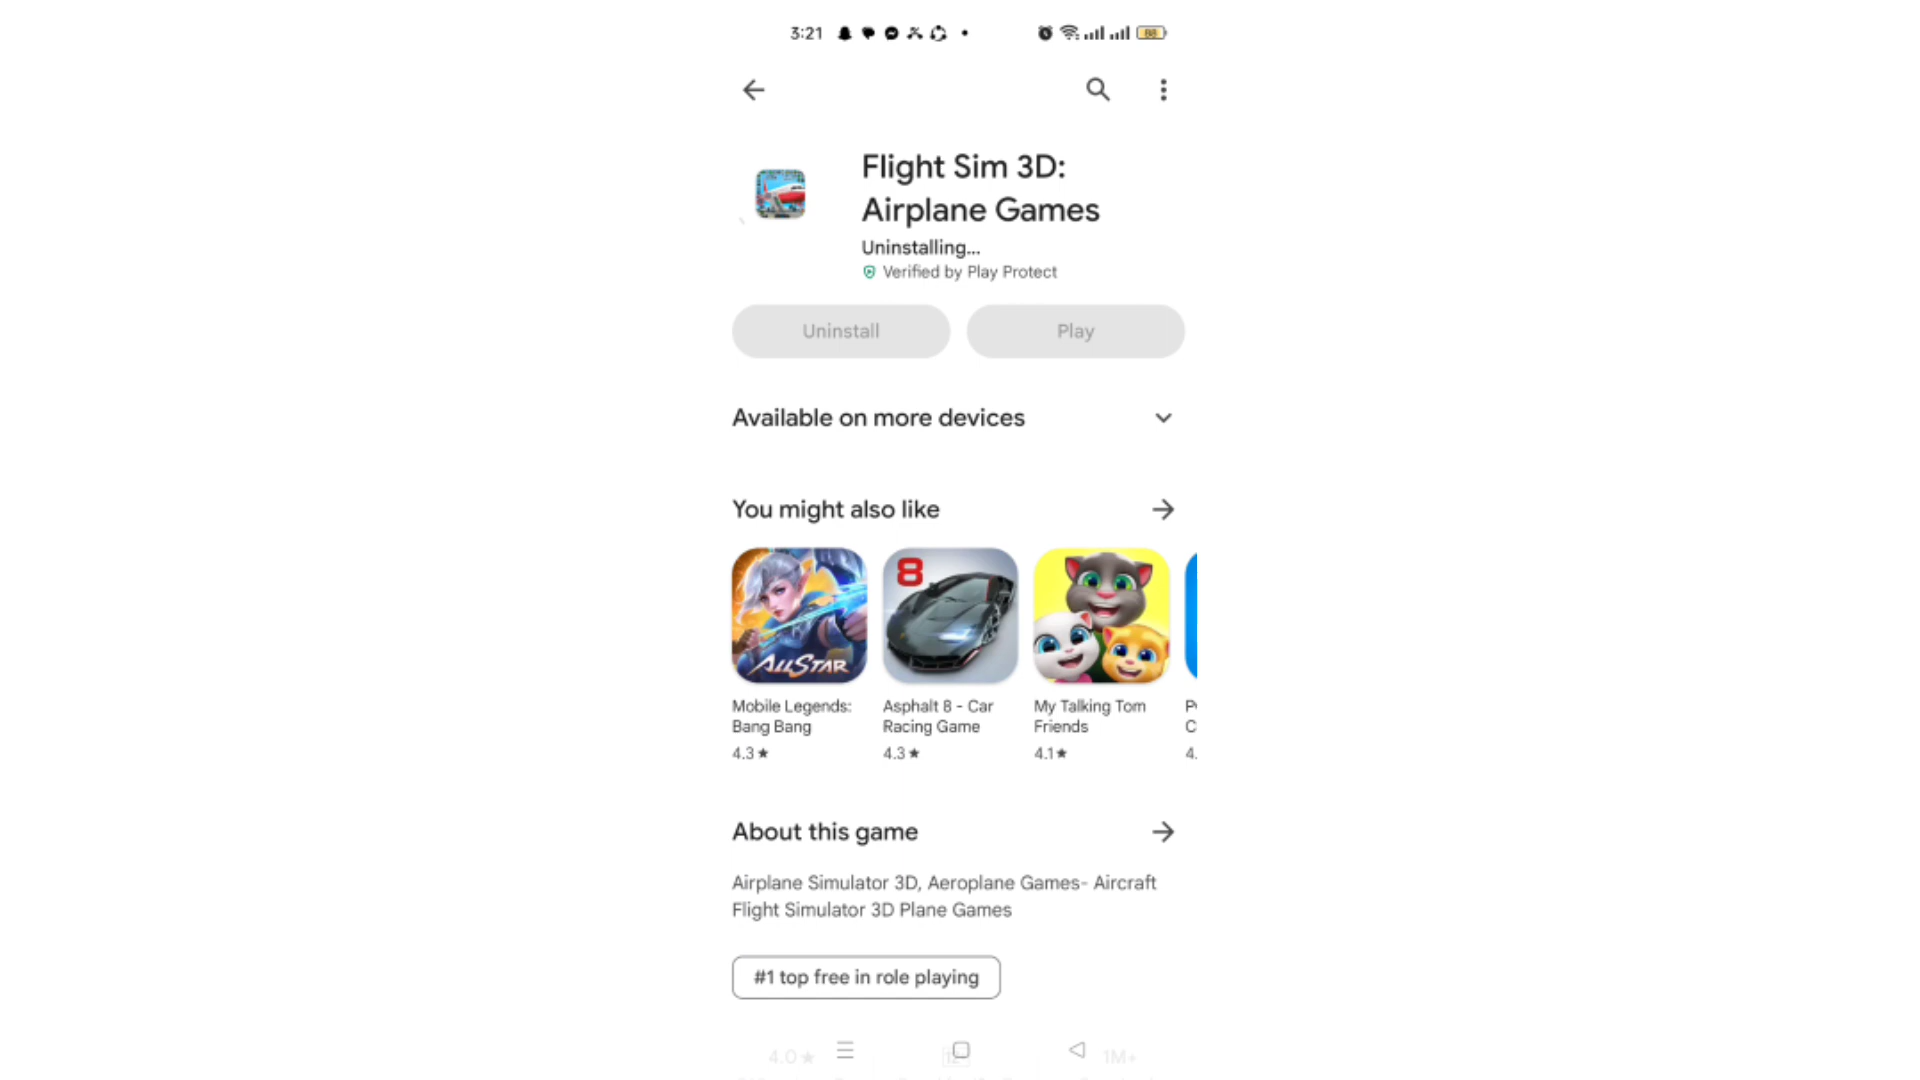 3:21
88
Flight Sim 3D:
Airplane Games
Uninstalling...
Verified by Play Protect
Uninstall
Play
Available on more devices
You might also like
8
ALLSTAR
Mobile Legends:
Bang Bang
4.3★
Asphalt 8 - Car
Racing Game
4.3★
My Talking Tom
Friends
4.1★
About this game
Airplane Simulator 3D, Aeroplane Games- Aircraft
Flight Simulator 3D Plane Games
#1 top free in role playing
4.0★
1M+